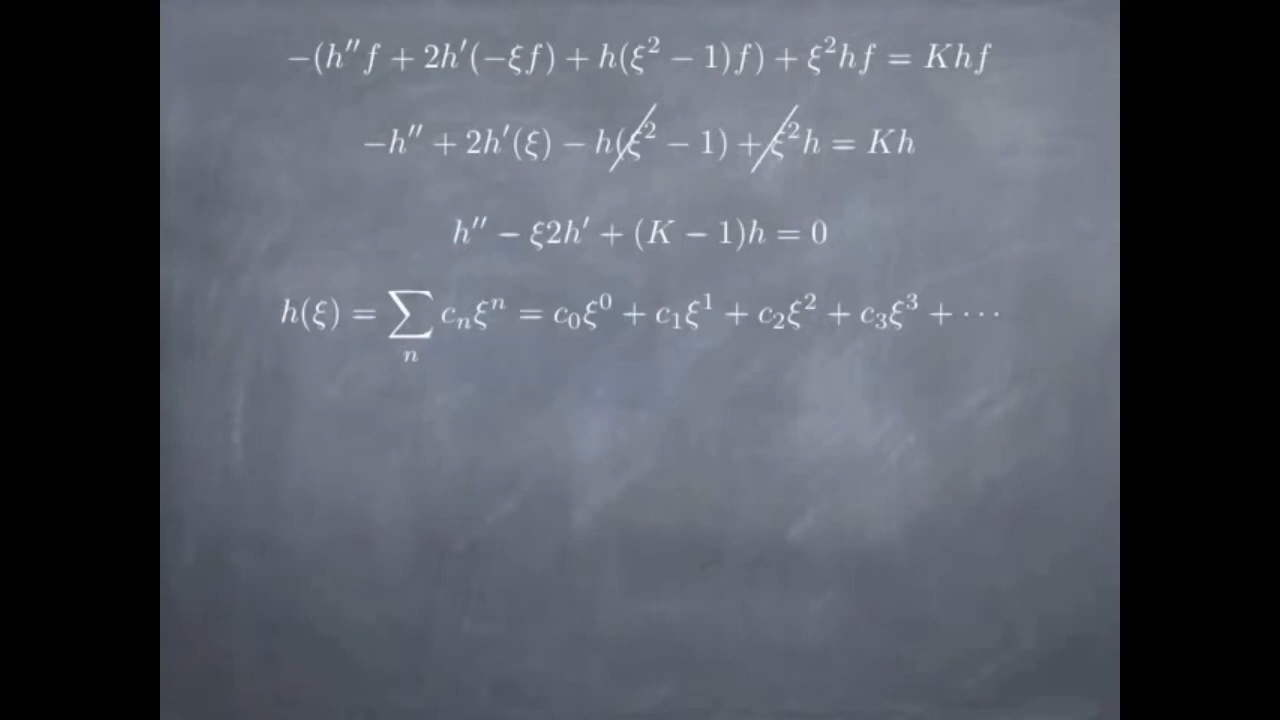 −(h″f + 2h′(−ξf) + h(ξ² − 1)f) + ξ²hf = Khf
−h″ + 2h′(ξ) − h(ξ² − 1) + ξ²h = Kh
h″ − ξ2h′ + (K − 1)h = 0
h(ξ) = ∑ₙ cₙξⁿ = c₀ξ⁰ + c₁ξ¹ + c₂ξ² + c₃ξ³ + ⋯